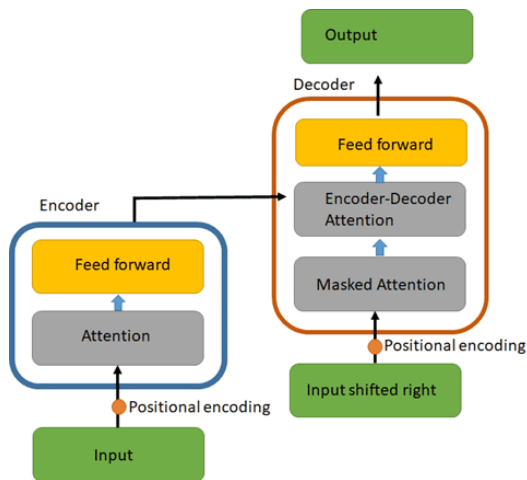 Output
Decoder
Feed forward
Encoder-Decoder
Attention
Masked Attention
Positional encoding
Input shifted right
Encoder
Feed forward
Attention
Positional encoding
Input